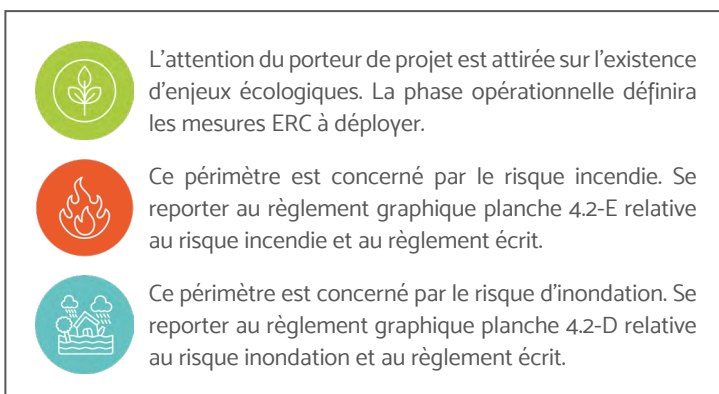 L'attention du porteur de projet est attirée sur l'existence
d'enjeux écologiques. La phase opérationnelle définira
les mesures ERC à déployer.
Ce périmètre est concerné par le risque incendie. Se
reporter au règlement graphique planche 4.2-E relative
au risque incendie et au règlement écrit.
Ce périmètre est concerné par le risque d'inondation. Se
reporter au règlement graphique planche 4.2-D relative
au risque inondation et au règlement écrit.